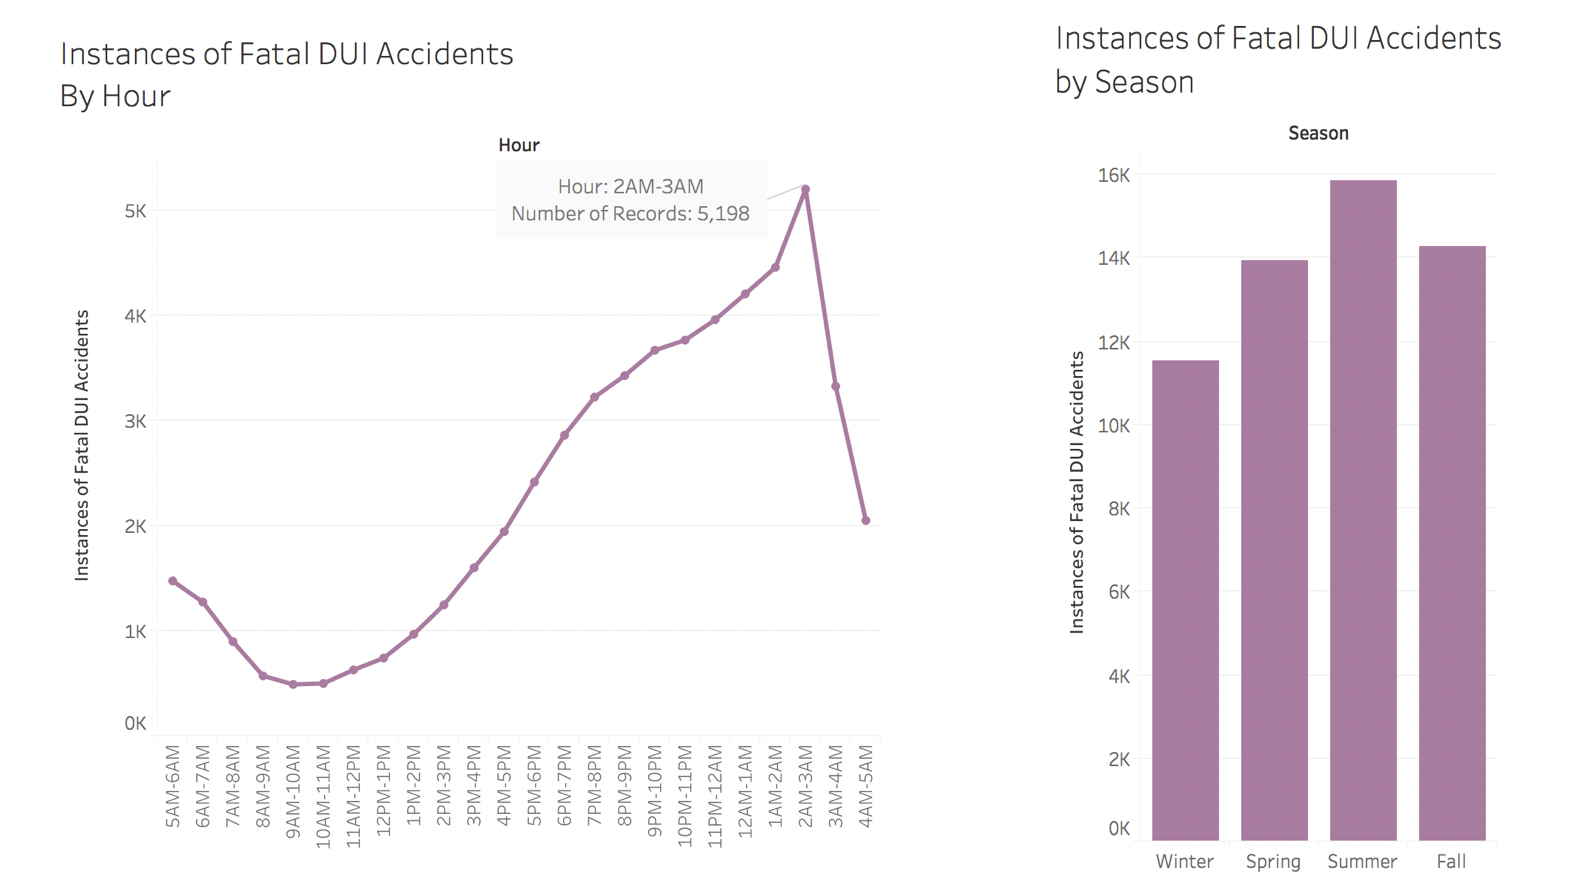 Instances of Fatal DUI Accidents
By Hour
Hour
Hour: 2AM-3AM
Number of Records: 5,198
5K
4K
3K
2K
1K
0K
Instances of Fatal DUI Accidents
5AM-6AM
6AM-7AM
7AM-8AM
8AM-9AM
9AM-10AM
10AM-11AM
11AM-12PM
12PM-1PM
1PM-2PM
2PM-3PM
3PM-4PM
4PM-5PM
5PM-6PM
6PM-7PM
7PM-8PM
8PM-9PM
9PM-10PM
10PM-11PM
11PM-12AM
12AM-1AM
1AM-2AM
2AM-3AM
3AM-4AM
4AM-5AM
Instances of Fatal DUI Accidents
by Season
Season
16K
14K
12K
10K
8K
6K
4K
2K
0K
Instances of Fatal DUI Accidents
Winter Spring Summer Fall